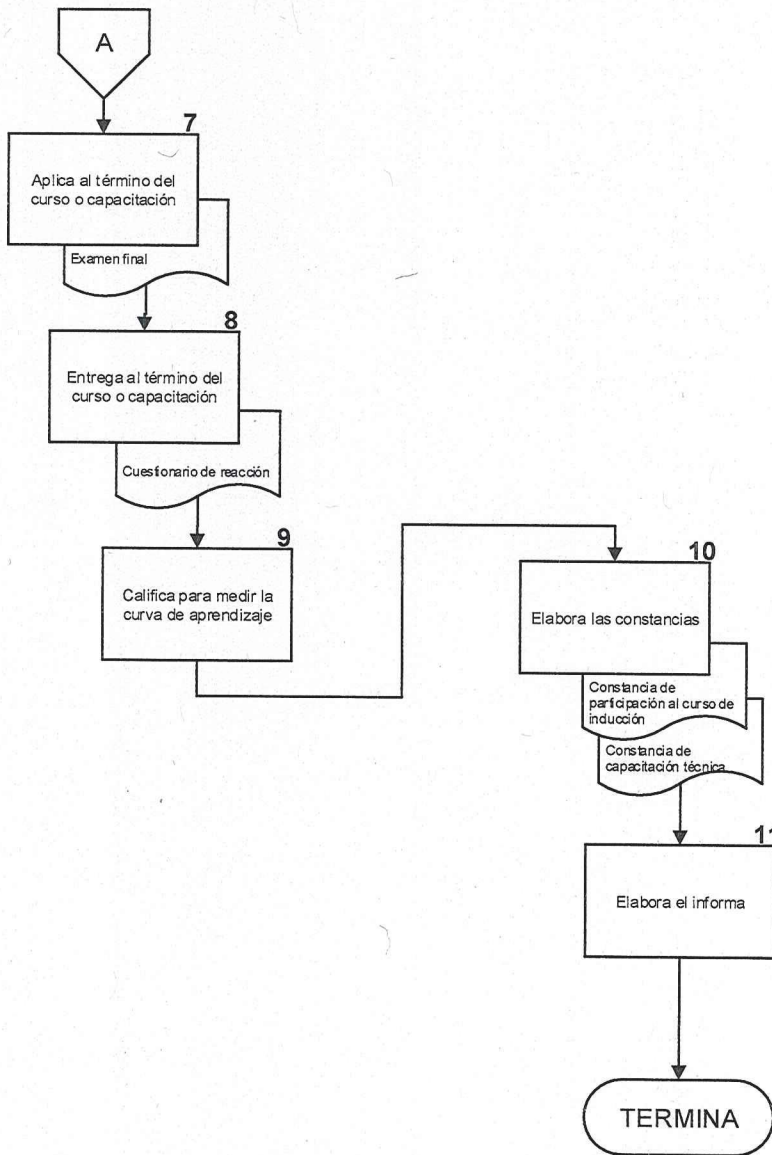 A
7
Aplica al término del
curso o capacitación
Examen final
8
Entrega al término del
curso o capacitación
Cuestionario de reacción
9
Califica para medir la
curva de aprendizaje
10
Elabora las constancias
Constancia de
participación al curso de
inducción
Constancia de
capacitación técnica
11
Elabora el informa
TERMINA